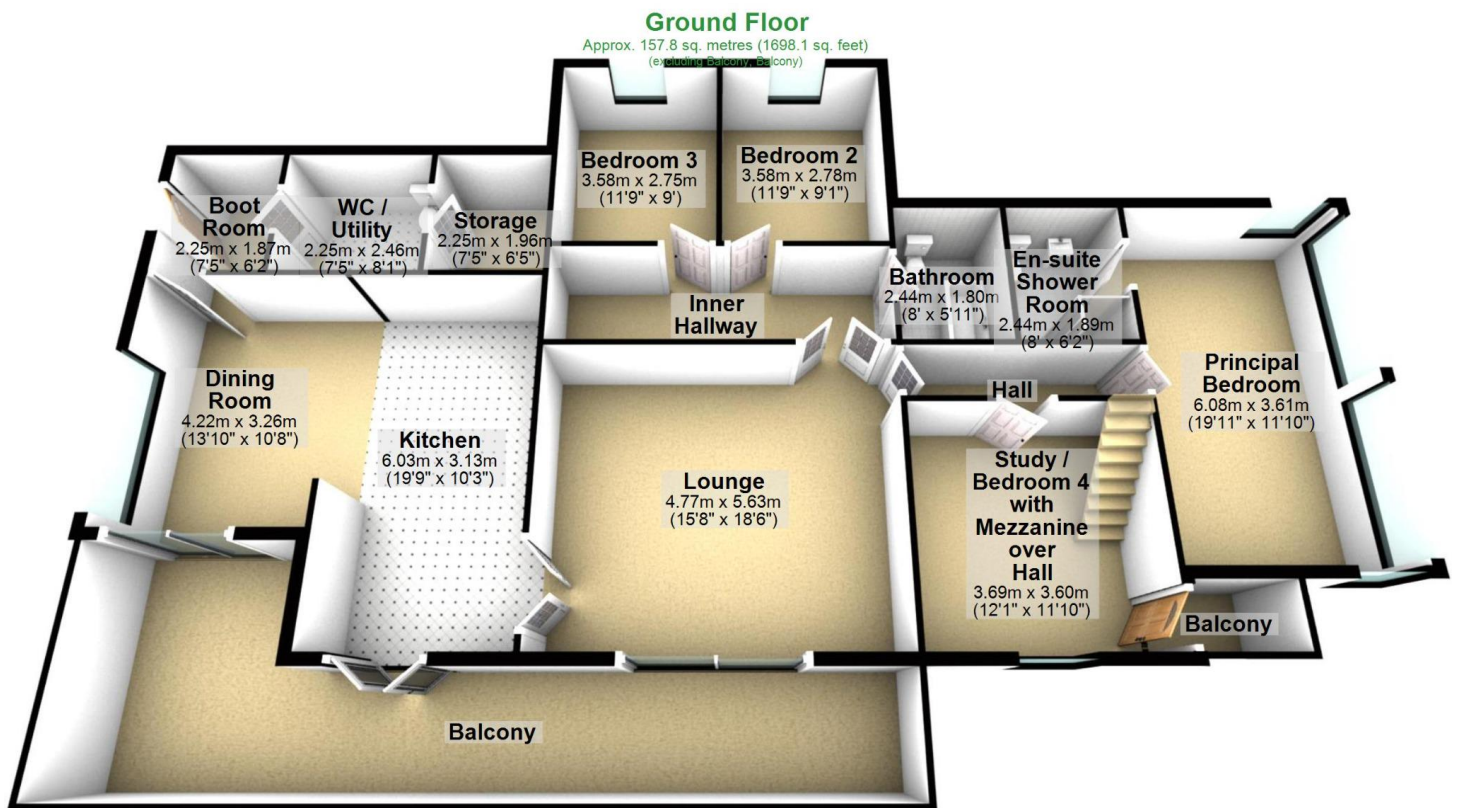 Ground Floor
Approx. 157.8 sq. metres (1698.1 sq. feet)
(excluding Balcony, Balcony)
Bedroom 3
3.58m x 2.75m
(11'9" x 9')
Bedroom 2
3.58m x 2.78m
(11'9" x 9'1")
Boot
Room
2.25m x 1.87m
(7'5" x 6'2")
WC /
Utility
2.25m x 2.46m
(7'5" x 8'1")
Storage
2.25m x 1.96m
(7'5" x 6'5")
Inner
Hallway
Bathroom
2.44m x 1.80m
(8' x 5'11")
En-suite
Shower
Room
2.44m x 1.89m
(8' x 6'2")
Principal
Bedroom
6.08m x 3.61m
(19'11" x 11'10")
Hall
Dining
Room
4.22m x 3.26m
(13'10" x 10'8")
Kitchen
6.03m x 3.13m
(19'9" x 10'3")
Lounge
4.77m x 5.63m
(15'8" x 18'6")
Study /
Bedroom 4
with
Mezzanine
over
Hall
3.69m x 3.60m
(12'1" x 11'10")
Balcony
Balcony